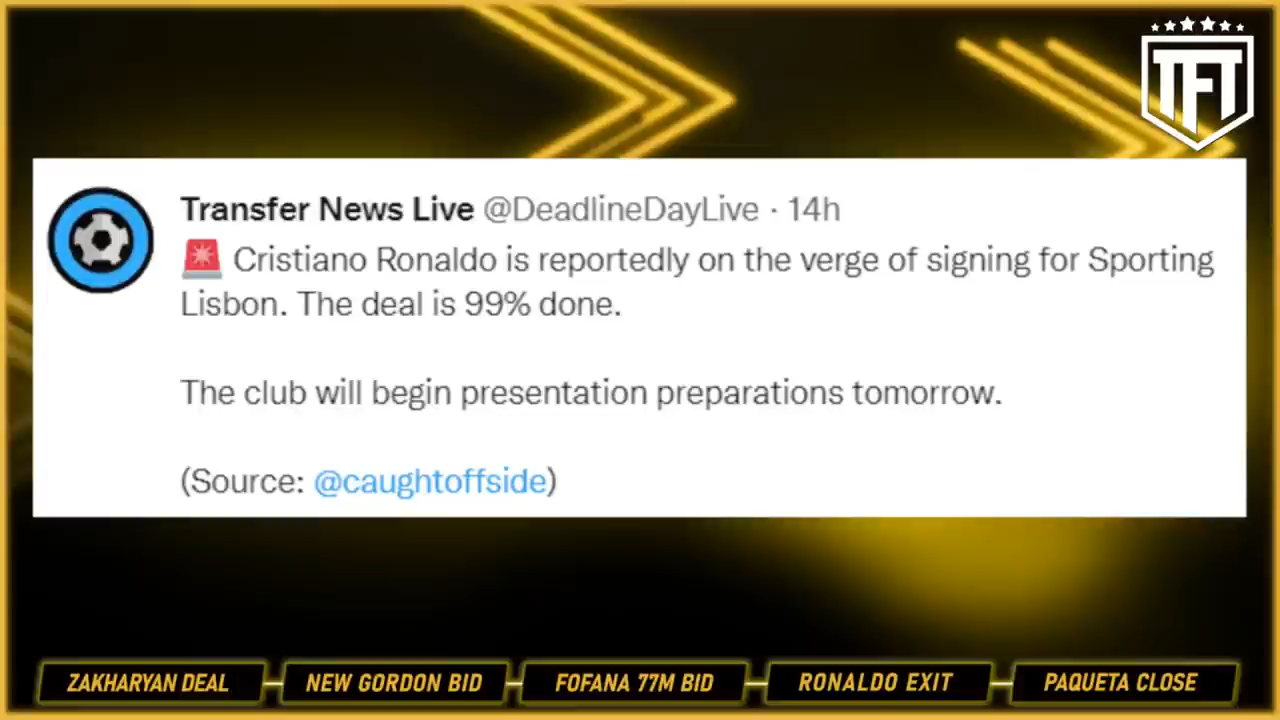 TFT
Transfer News Live @DeadlineDayLive · 14h
🚨 Cristiano Ronaldo is reportedly on the verge of signing for Sporting
Lisbon. The deal is 99% done.
The club will begin presentation preparations tomorrow.
(Source: @caughtoffside)
ZAKHARYAN DEAL
NEW GORDON BID
FOFANA 77M BID
RONALDO EXIT
PAQUETA CLOSE